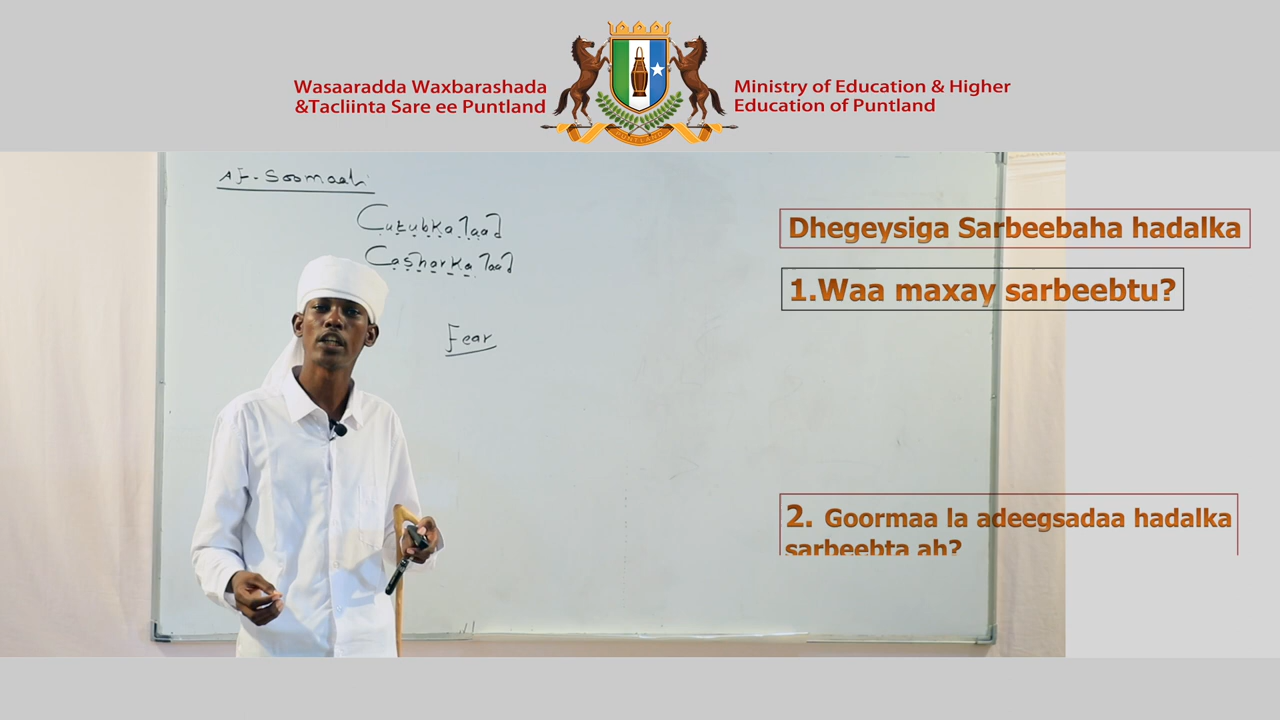 Wasaaradda Waxbarashada
&Tacliinta Sare ee Puntland
Ministry of Education & Higher
Education of Puntland
PUNTLAND
AF-Soomaali
Cutubka 1aad
Casharka 1aad
Fear
Dhegeysiga Sarbeebaha hadalka
1.Waa maxay sarbeebtu?
2. Goormaa la adeegsadaa hadalka
sarbeebta ah?